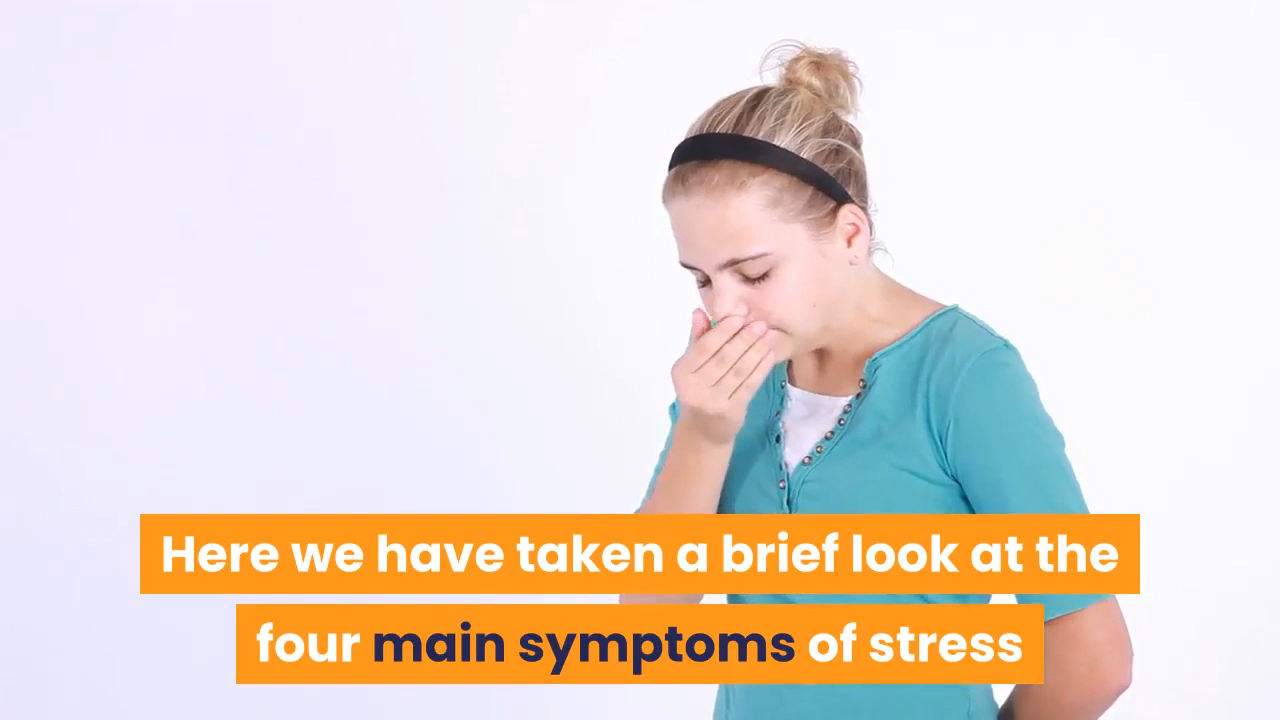 Here we have taken a brief look at the
four main symptoms of stress